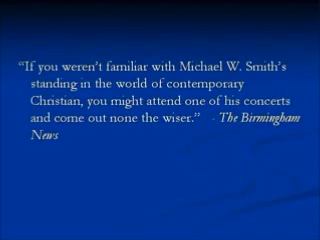 “If you weren’t familiar with Michael W. Smith’s
standing in the world of contemporary
Christian, you might attend one of his concerts
and come out none the wiser.” - The Birmingham
News